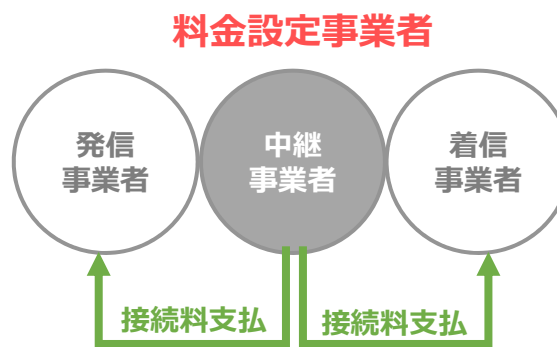 料金設定事業者
発信
事業者
中継
事業者
着信
事業者
接続料支払
接続料支払